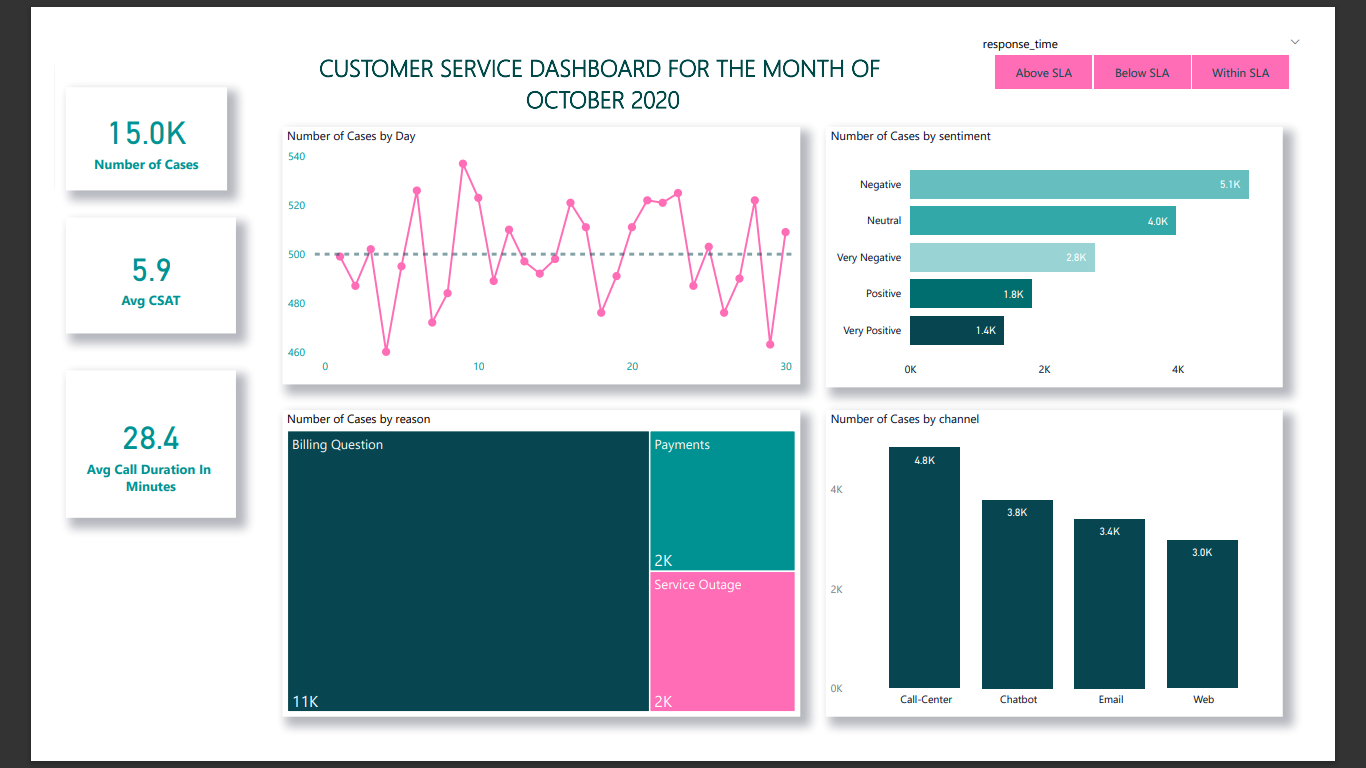 response_time
Above SLA
Below SLA
Within SLA
CUSTOMER SERVICE DASHBOARD FOR THE MONTH OF
OCTOBER 2020
15.0K
Number of Cases
5.9
Avg CSAT
28.4
Avg Call Duration In
Minutes
Number of Cases by Day
540
520
500
480
460
0
10
20
30
Number of Cases by sentiment
Negative
5.1K
Neutral
4.0K
Very Negative
2.8K
Positive
1.8K
Very Positive
1.4K
0K
2K
4K
Number of Cases by reason
Billing Question
11K
Payments
2K
Service Outage
2K
Number of Cases by channel
4K
2K
0K
4.8K
3.8K
3.4K
3.0K
Call-Center
Chatbot
Email
Web